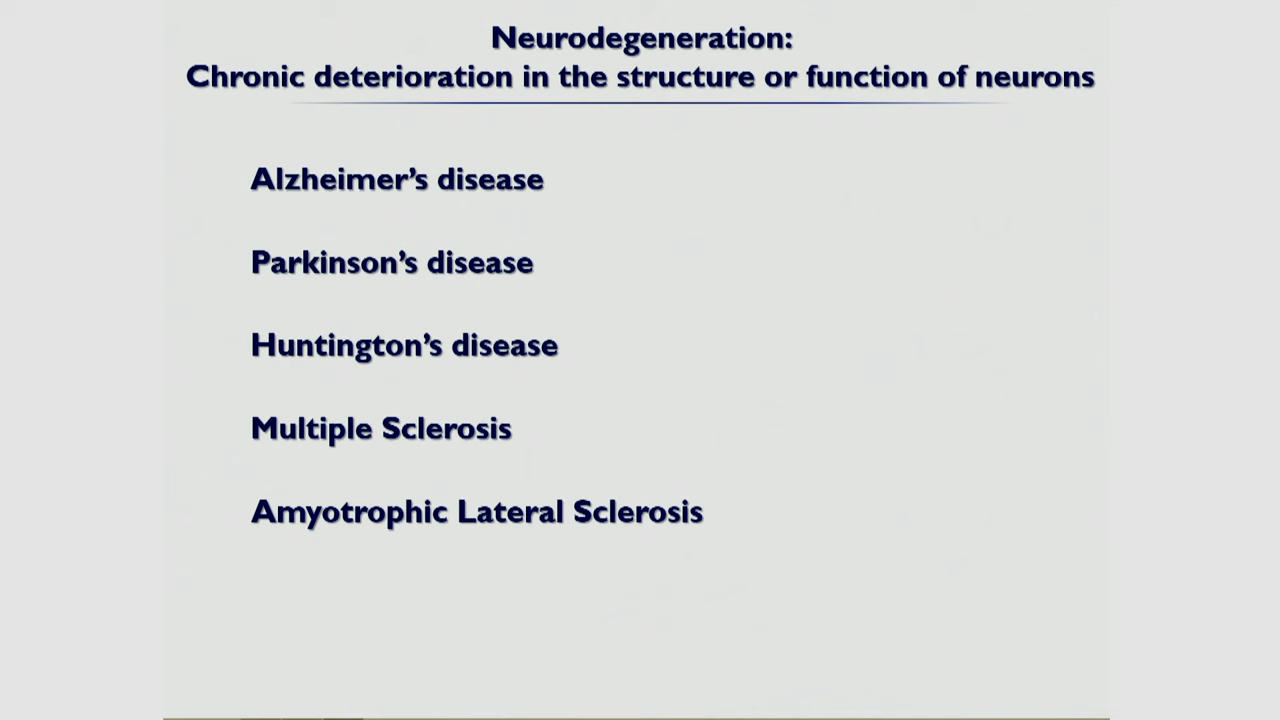 Neurodegeneration:
Chronic deterioration in the structure or function of neurons
Alzheimer’s disease
Parkinson’s disease
Huntington’s disease
Multiple Sclerosis
Amyotrophic Lateral Sclerosis